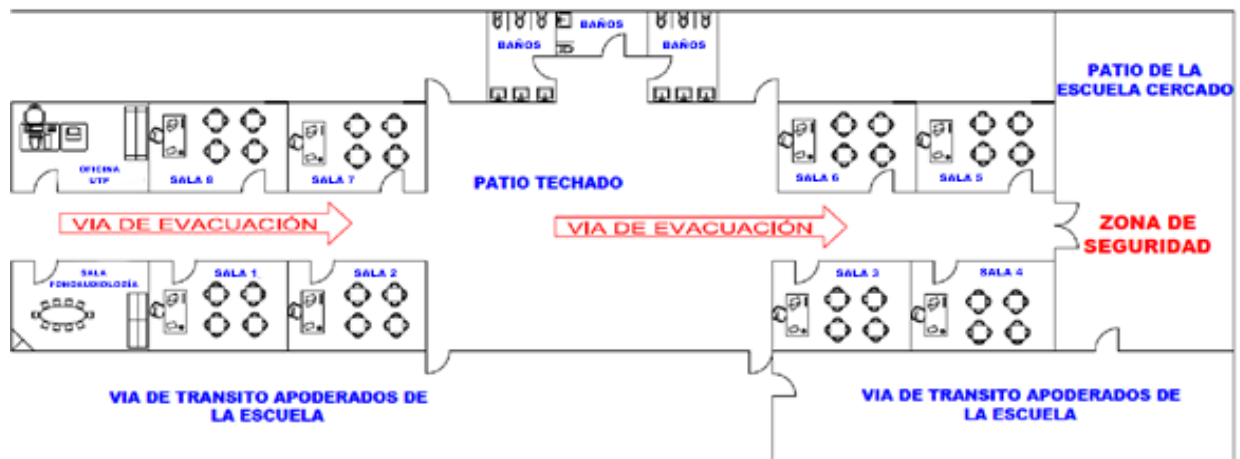 BAÑOS
BAÑOS
BAÑOS
PATIO DE LA
ESCUELA CERCADO
OFICINA
UTP
SALA 8
SALA 7
PATIO TECHADO
SALA 6
SALA 5
VIA DE EVACUACIÓN
VIA DE EVACUACIÓN
ZONA DE
SEGURIDAD
SALA
FONOAUDIOLOGÍA
SALA 1
SALA 2
SALA 3
SALA 4
VIA DE TRANSITO APODERADOS DE
LA ESCUELA
VIA DE TRANSITO APODERADOS DE
LA ESCUELA